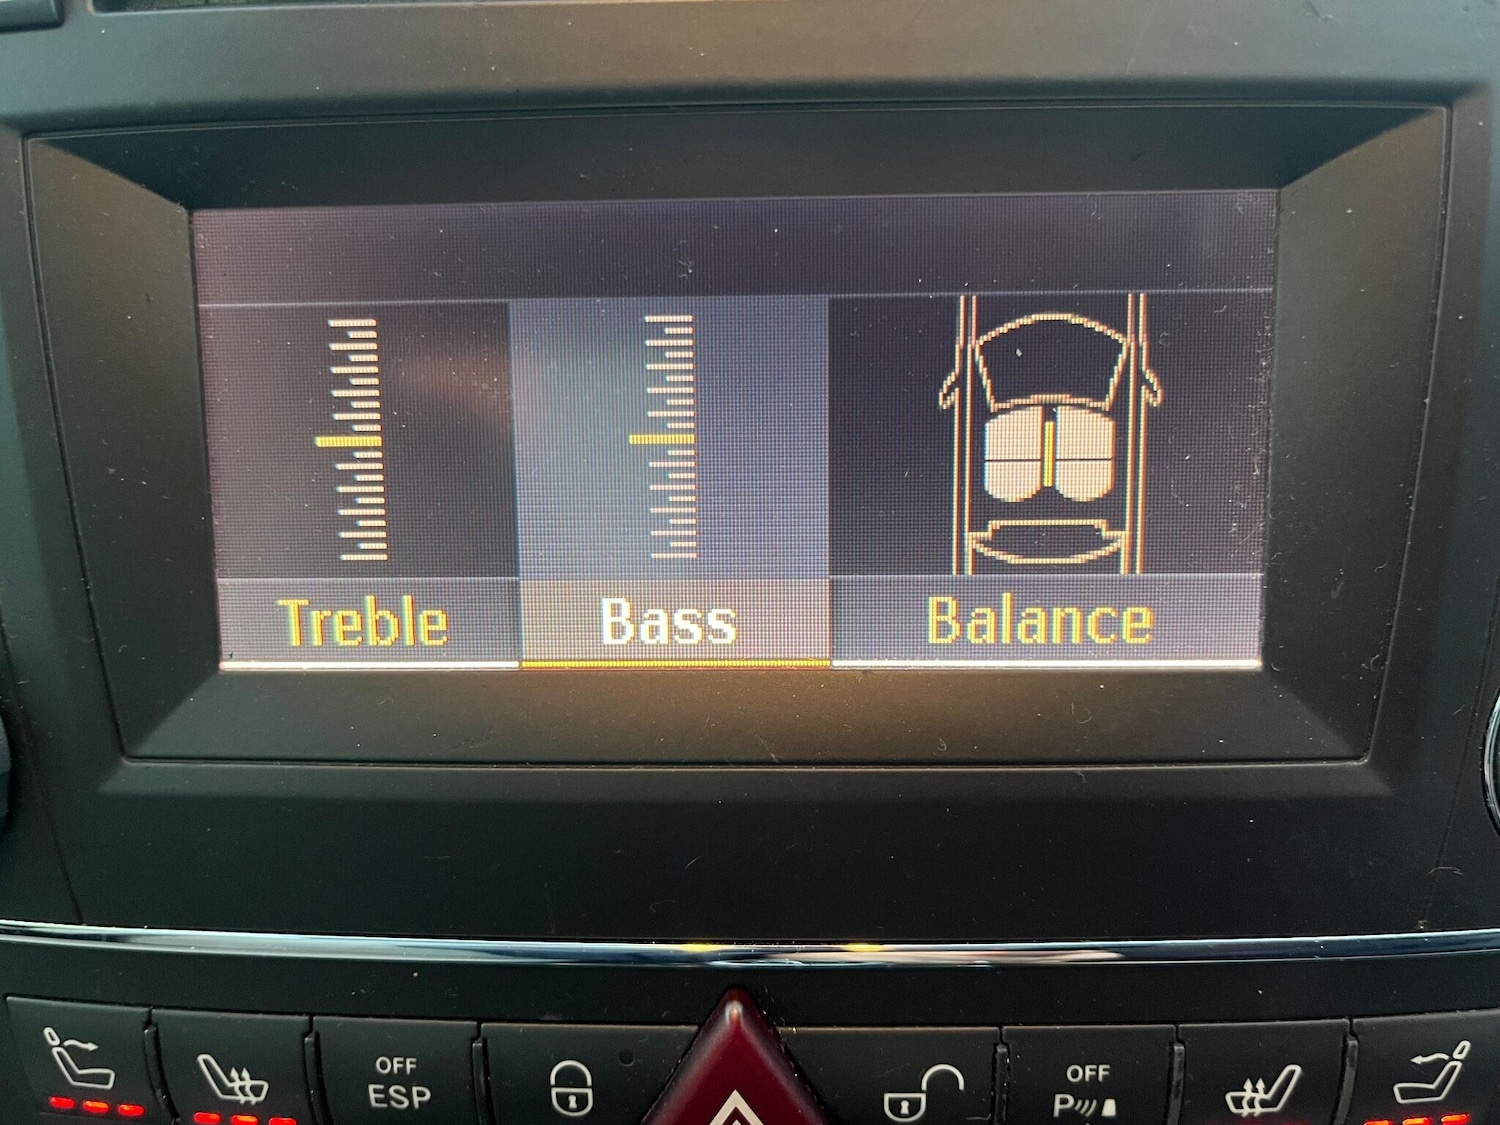 Treble
Bass
Balance
OFF
ESP
OFF
P